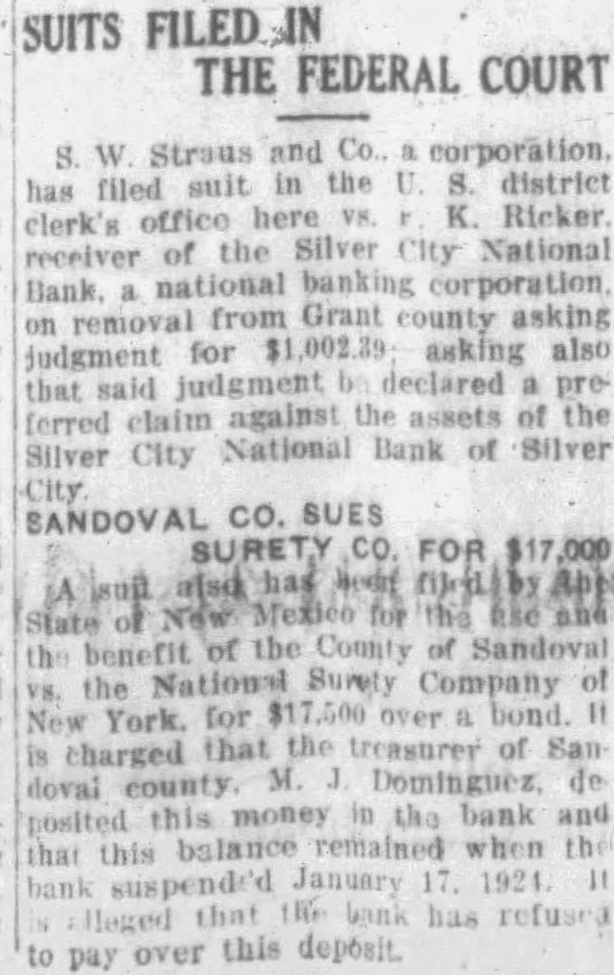 SUITS FILED IN
THE FEDERAL COURT
S. W. Straus and Co., a corporation,
has filed suit in the U. S. district
clerk's office here vs. r. K. Ricker,
receiver of the Silver City National
Bank, a national banking corporation,
on removal from Grant county asking
judgment for $1,002.39; asking also
that said judgment b declared a pre-
ferred claim against the assets of the
Silver City National Bank of Silver
City.
SANDOVAL CO. SUES
SURETY CO. FOR $17,000
A suit also has been filed by the
State of New Mexico for the use and
the benefit of the County of Sandoval
vs. the National Surety Company of
New York, for $17,500 over a bond. It
is charged that the treasurer of San-
doval county, M. J. Dominguez, de-
posited this money in the bank and
that this balance remained when the
bank suspended January 17, 1924. It
is alleged that the bank has refused
to pay over this deposit.